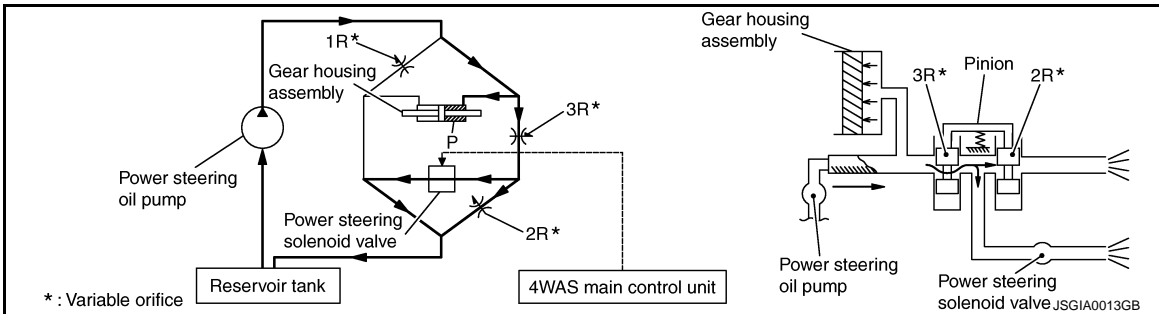 1R*
Gear housing
assembly
3R*
P
Power steering
oil pump
Power steering
solenoid valve
2R*
Reservoir tank
4WAS main control unit
* : Variable orifice
Gear housing
assembly
Pinion
3R*
2R*
Power steering
oil pump
Power steering
solenoid valve
JSGIA0013GB